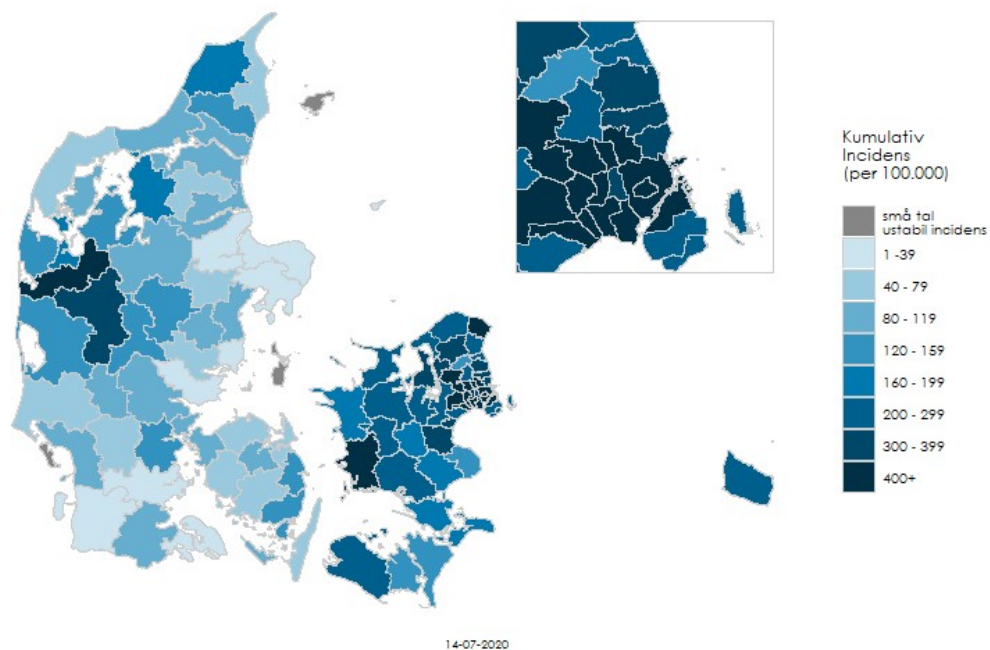 Kumulativ
Incidens
(per 100.000)
små tal
ustabil incidens
1 -39
40 - 79
80 - 119
120 - 159
160 - 199
200 - 299
300 - 399
400+
14-07-2020